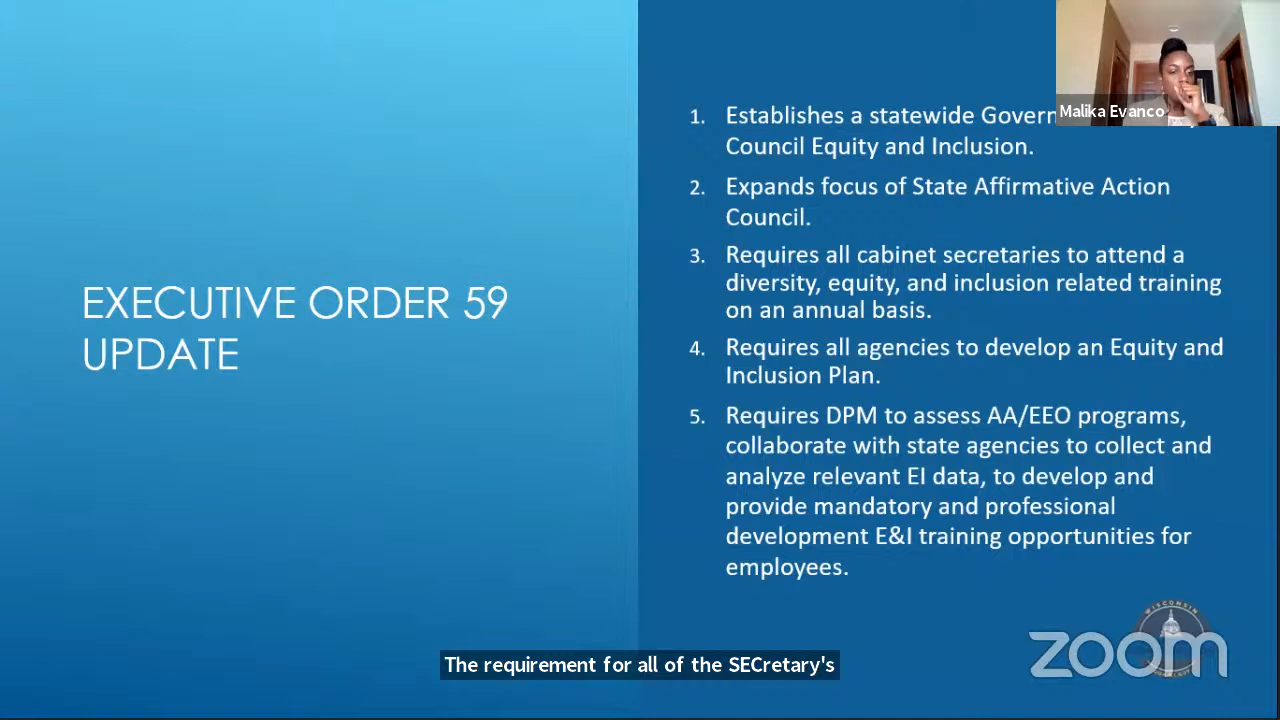 Malika Evanco
1. Establishes a statewide Govern
Council Equity and Inclusion.
2. Expands focus of State Affirmative Action
Council.
3. Requires all cabinet secretaries to attend a
diversity, equity, and inclusion related training
on an annual basis.
EXECUTIVE ORDER 59
UPDATE
4. Requires all agencies to develop an Equity and
Inclusion Plan.
5. Requires DPM to assess AA/EEO programs,
collaborate with state agencies to collect and
analyze relevant EI data, to develop and
provide mandatory and professional
development E&I training opportunities for
employees.
WISCONSIN
zoom
The requirement for all of the SECretary's